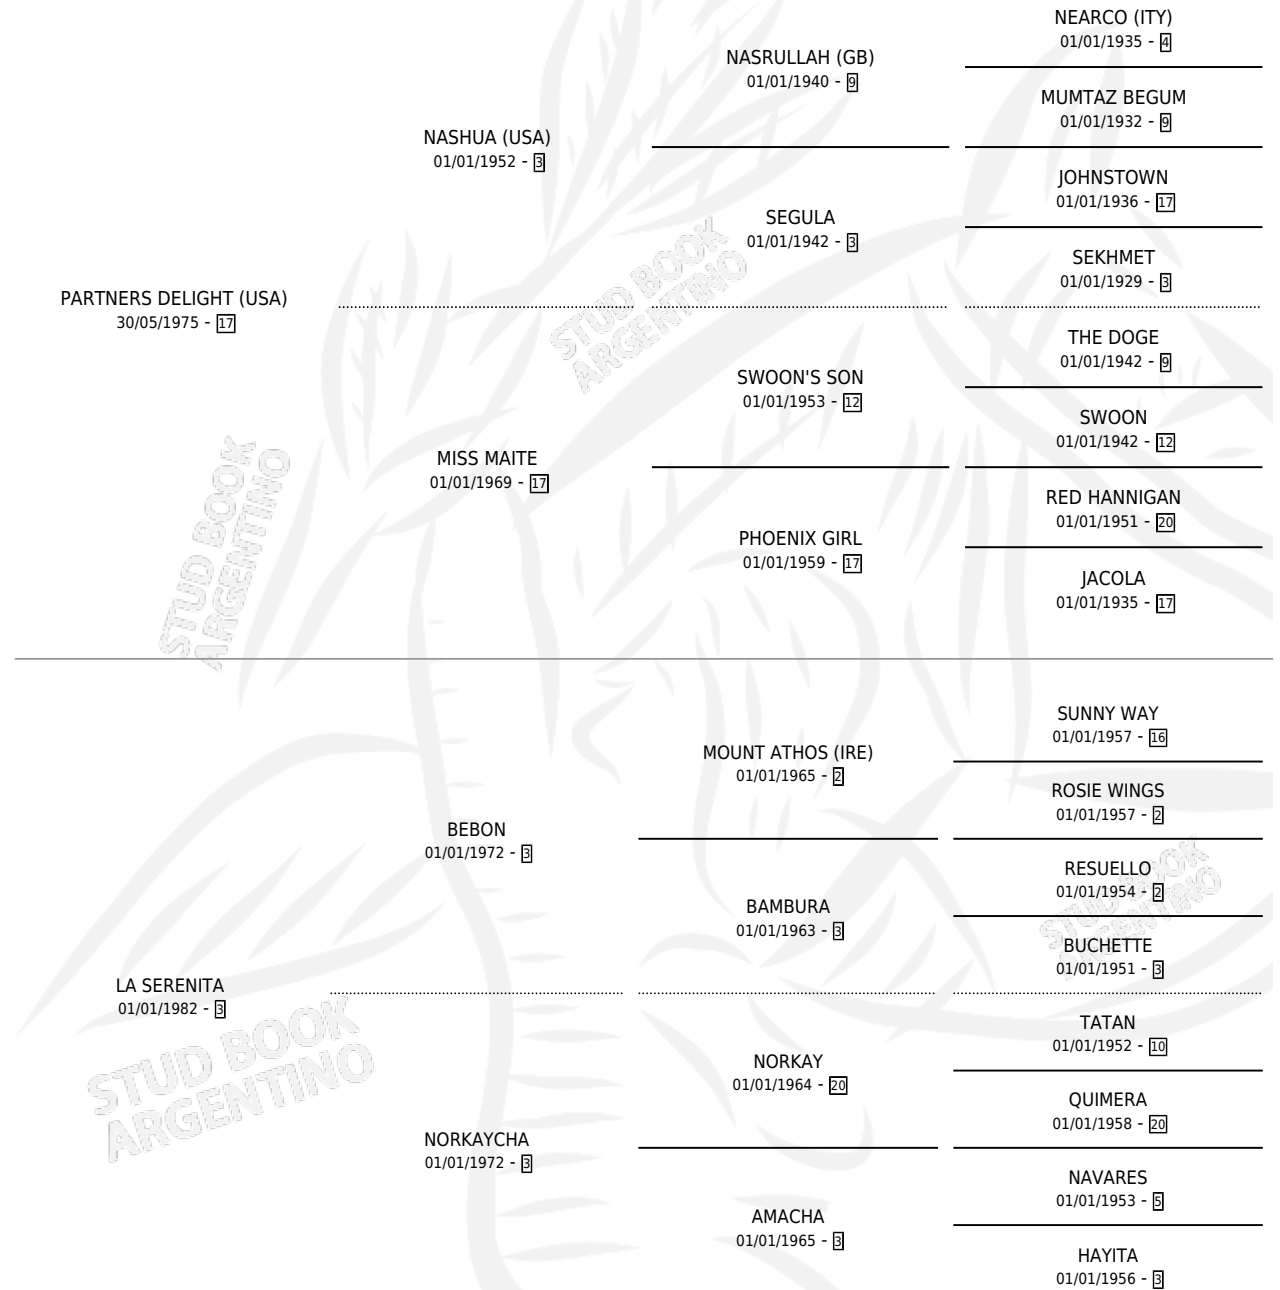 NEARCO (ITY)
01/01/1935 - 4
NASRULLAH (GB)
01/01/1940 - 9
MUMTAZ BEGUM
01/01/1932 - 9
NASHUA (USA)
01/01/1952 - 3
JOHNSTOWN
01/01/1936 - 17
SEGULA
01/01/1942 - 3
SEKHMET
01/01/1929 - 3
PARTNERS DELIGHT (USA)
30/05/1975 - 17
THE DOGE
01/01/1942 - 9
SWOON'S SON
01/01/1953 - 12
SWOON
01/01/1942 - 12
MISS MAITE
01/01/1969 - 17
RED HANNIGAN
01/01/1951 - 20
PHOENIX GIRL
01/01/1959 - 17
JACOLA
01/01/1935 - 17
STUD BOOK
ARGENTINO
STUD BOOK
ARGENTINO
SUNNY WAY
01/01/1957 - 16
MOUNT ATHOS (IRE)
01/01/1965 - 2
ROSIE WINGS
01/01/1957 - 2
BEBON
01/01/1972 - 3
RESUELLO
01/01/1954 - 2
BAMBURA
01/01/1963 - 3
BUCHETTE
01/01/1951 - 3
LA SERENITA
01/01/1982 - 3
TATAN
01/01/1952 - 10
NORKAY
01/01/1964 - 20
QUIMERA
01/01/1958 - 20
NORKAYCHA
01/01/1972 - 3
NAVARES
01/01/1953 - 5
AMACHA
01/01/1965 - 3
HAYITA
01/01/1956 - 3
STUD BOOK
ARGENTINO
STUD BOOK
ARGENTINO